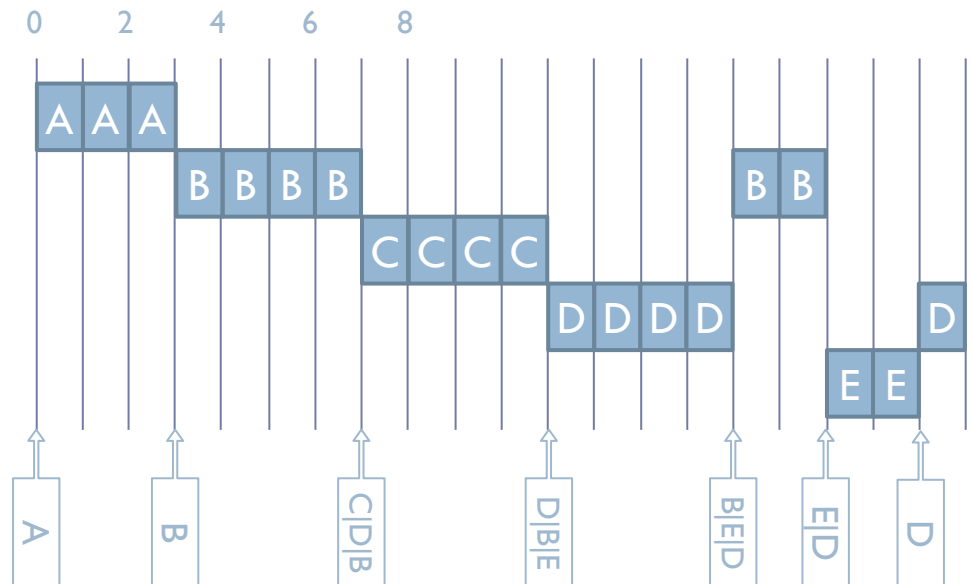 0 2 4 6 8
A A A
B B B B B B
C C C C
D D D D D
E E
A B C|D|B D|B|E B|E|D E|D D